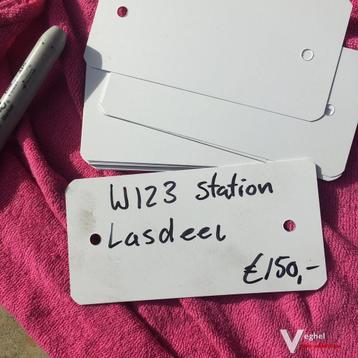 W123 Station
Lasdeel
€150,-
Veghel